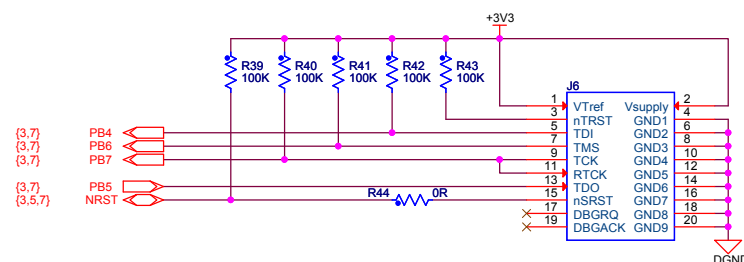 +3V3
R39 R40 R41 R42 R43
100K 100K 100K 100K 100K
J6
1 VTref Vsupply 2
3 nTRST GND1 4
{3,7} PB4 5 TDI GND2 6
{3,7} PB6 7 TMS GND3 8
{3,7} PB7 9 TCK GND4 10
11 RTCK GND5 12
{3,7} PB5 13 TDO GND6 14
{3,5,7} NRST R44 0R 15 nSRST GND7 16
17 DBGRQ GND8 18
19 DBGACK GND9 20
DGND